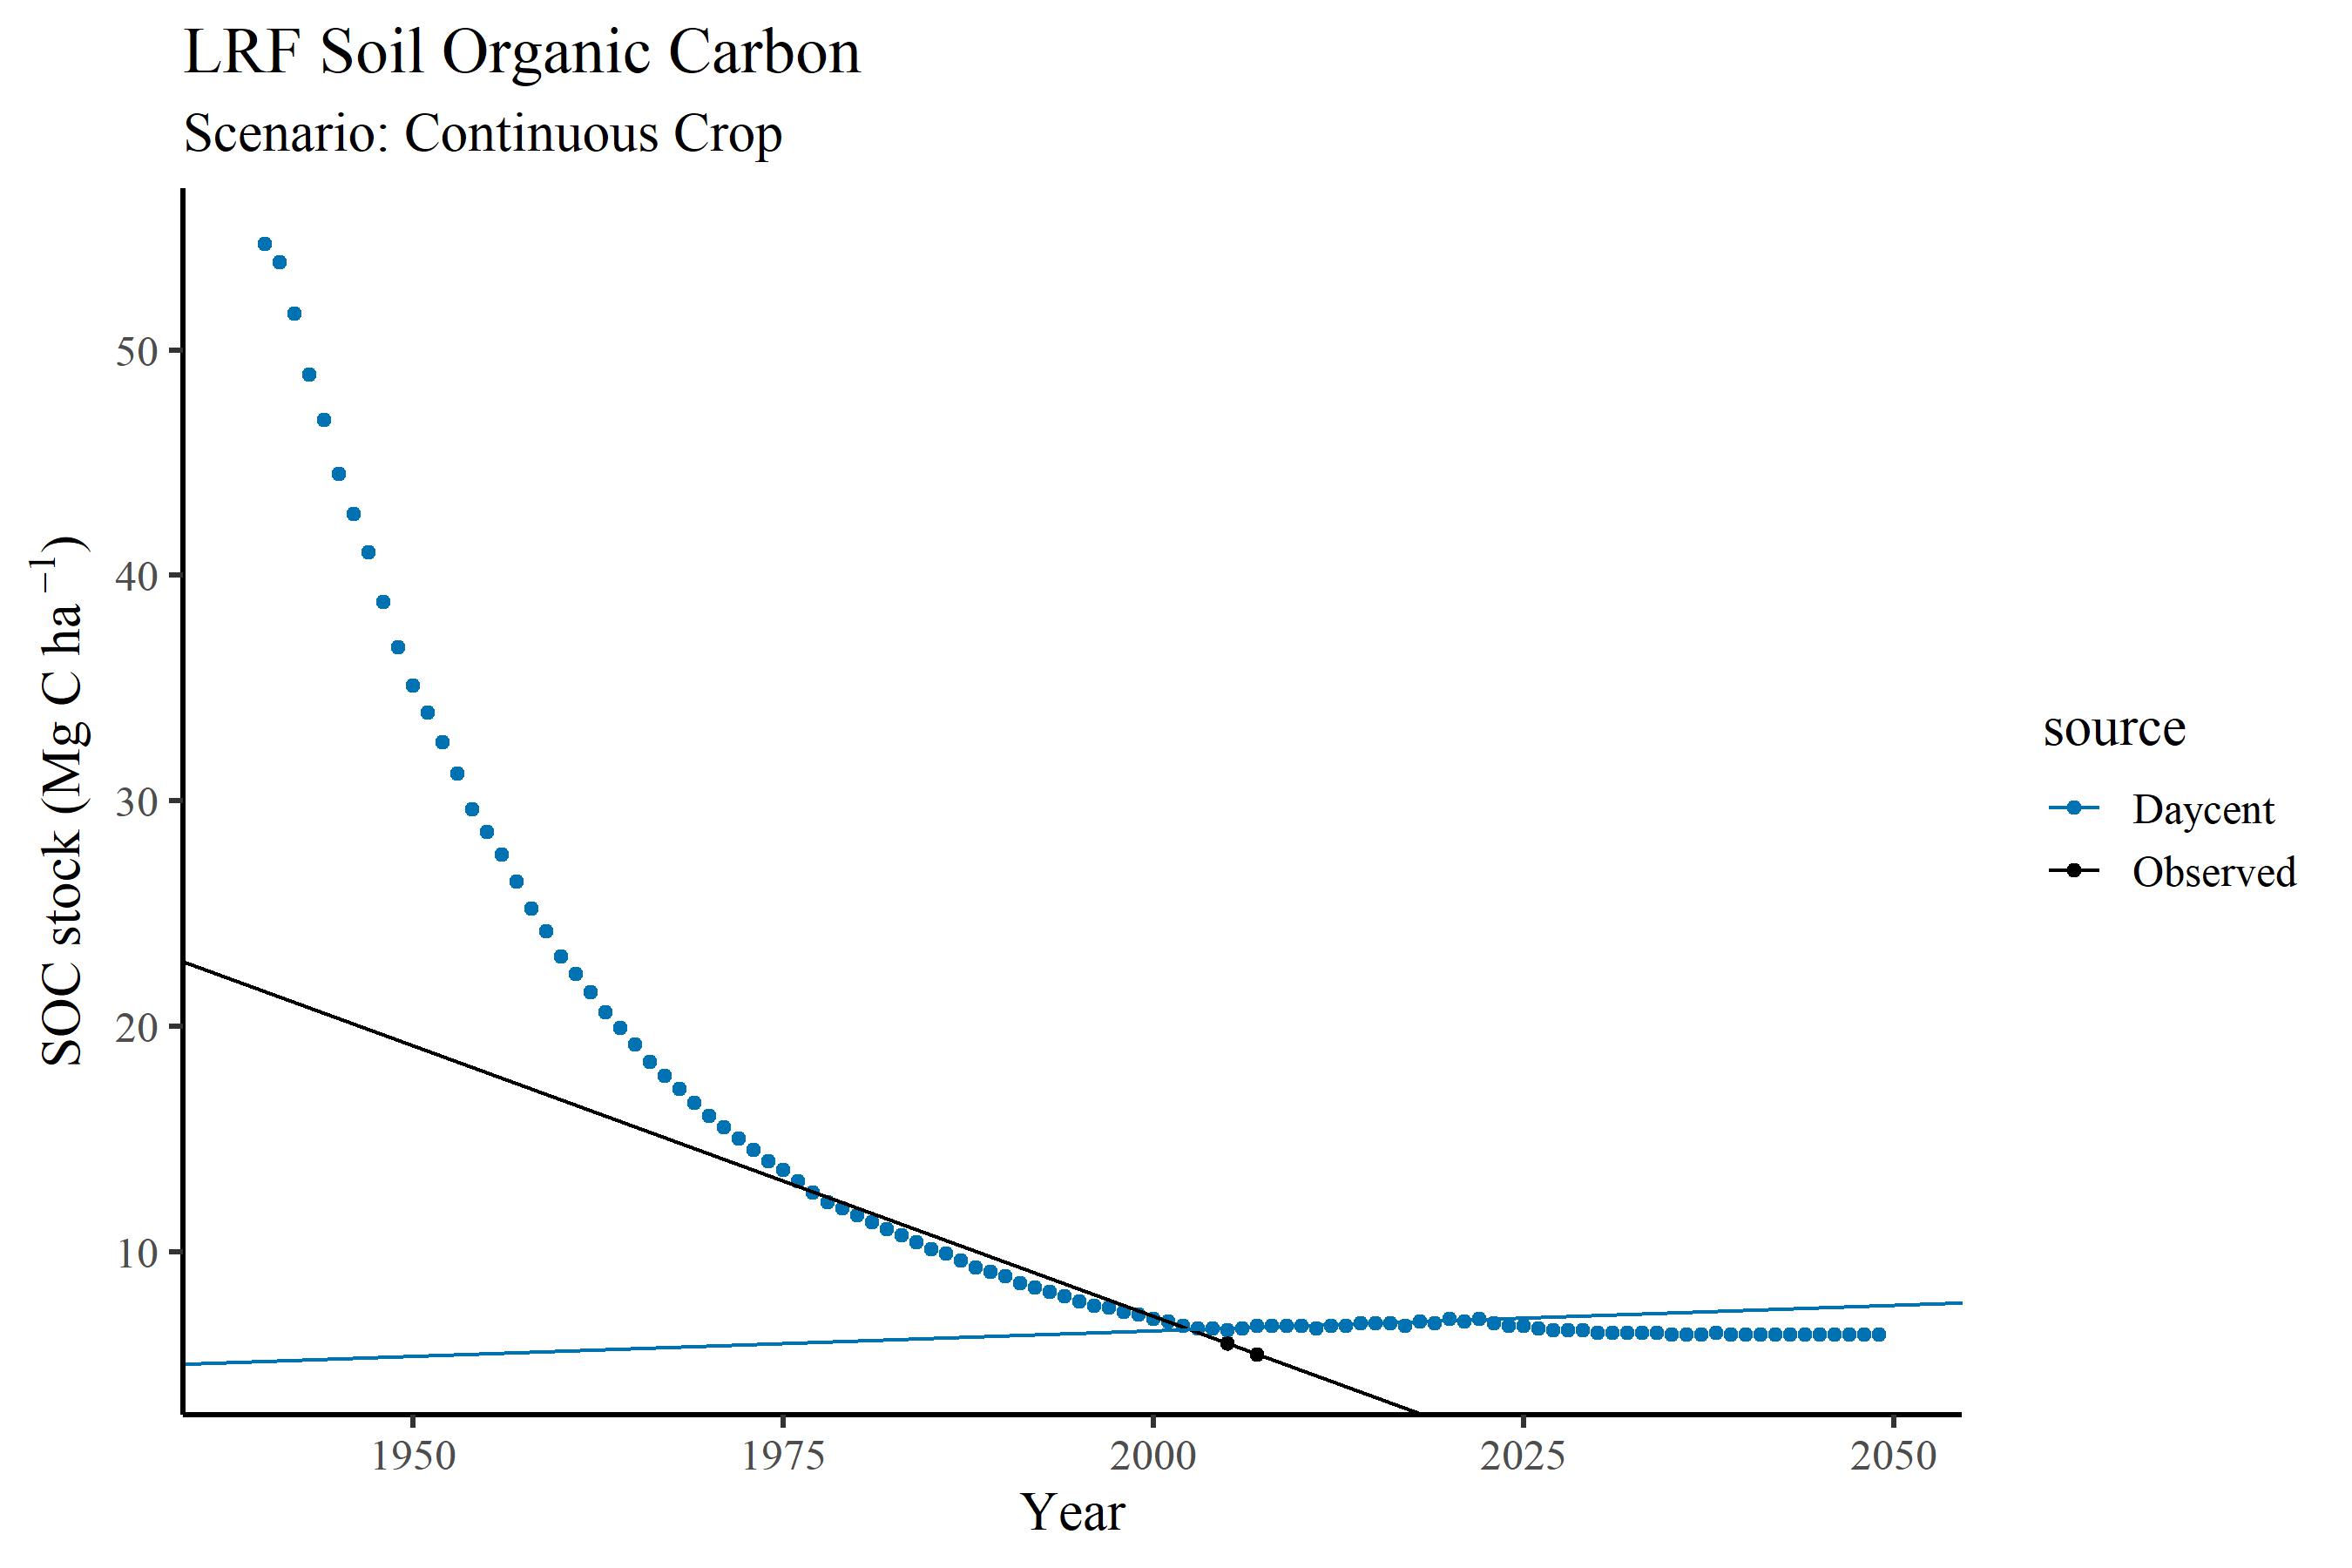 LRF Soil Organic Carbon
Scenario: Continuous Crop
SOC stock (Mg C ha ⁻¹)
50
40
30
20
10
1950
1975
2000
2025
2050
Year
source
Daycent
Observed